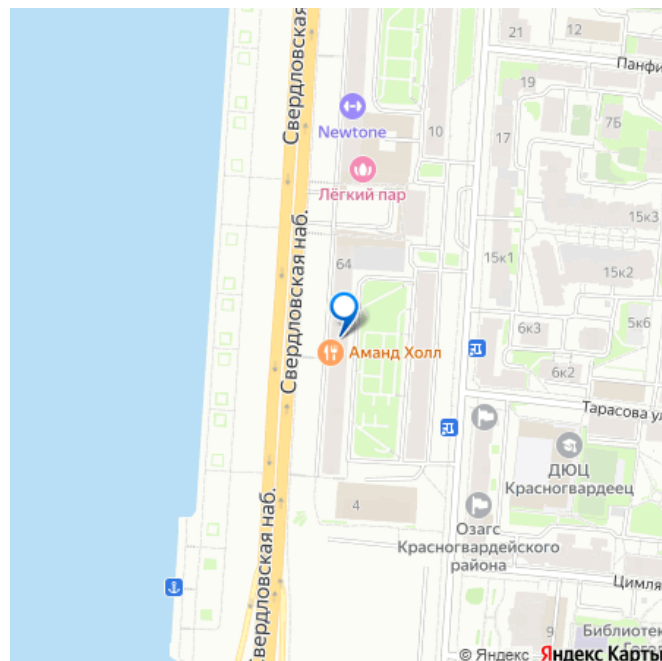 21
12
Панфи
19
Свердловская наб.
7Б
Newtone
10
17
Лёгкий пар
15к3
Свердловская наб.
64
15к1
15к2
6к3
5к6
Аманд Холл
6к2
Тарасова ул
ДЮЦ
Красногвардеец
Свердловская наб.
4
Озагс
Красногвардейского
района
Цимля
9
Библиотек
Гого
© Яндекс Яндекс Карты